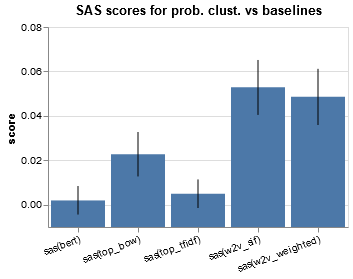 SAS scores for prob. clust. vs baselines
0.08
0.06
0.04
0.02
0.00
score
sas(bert)
sas(top_bow)
sas(top_tfidf)
sas(w2v_sif)
sas(w2v_weighted)